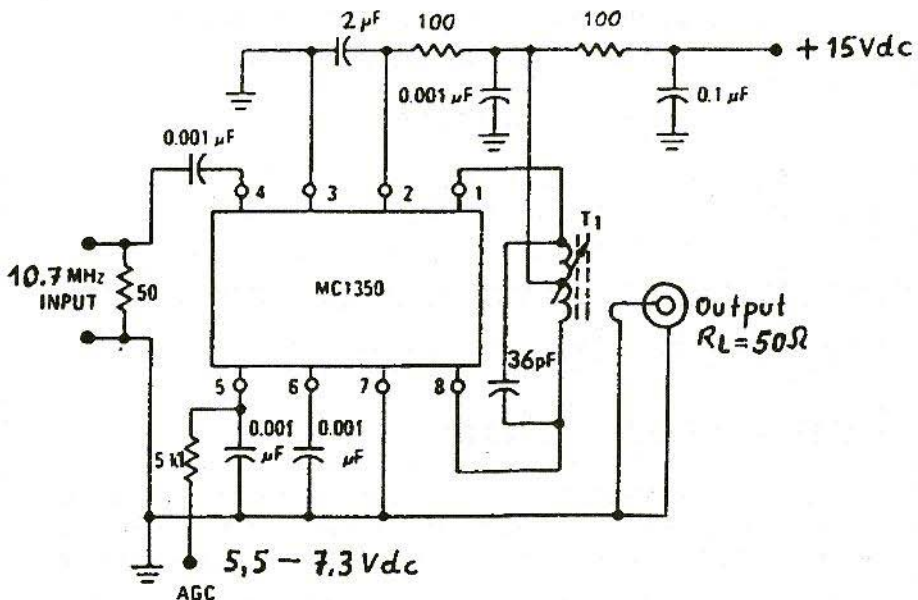 2 μF
100
100
+ 15 Vdc
0.001 μF
0.1 μF
0.001 μF
4
3
2
1
T1
10.7 MHz
INPUT
50
MC1350
Output
RL = 50Ω
36pF
5
6
7
8
0.001
μF
0.001
μF
5 k
5,5 – 7.3 Vdc
AGC